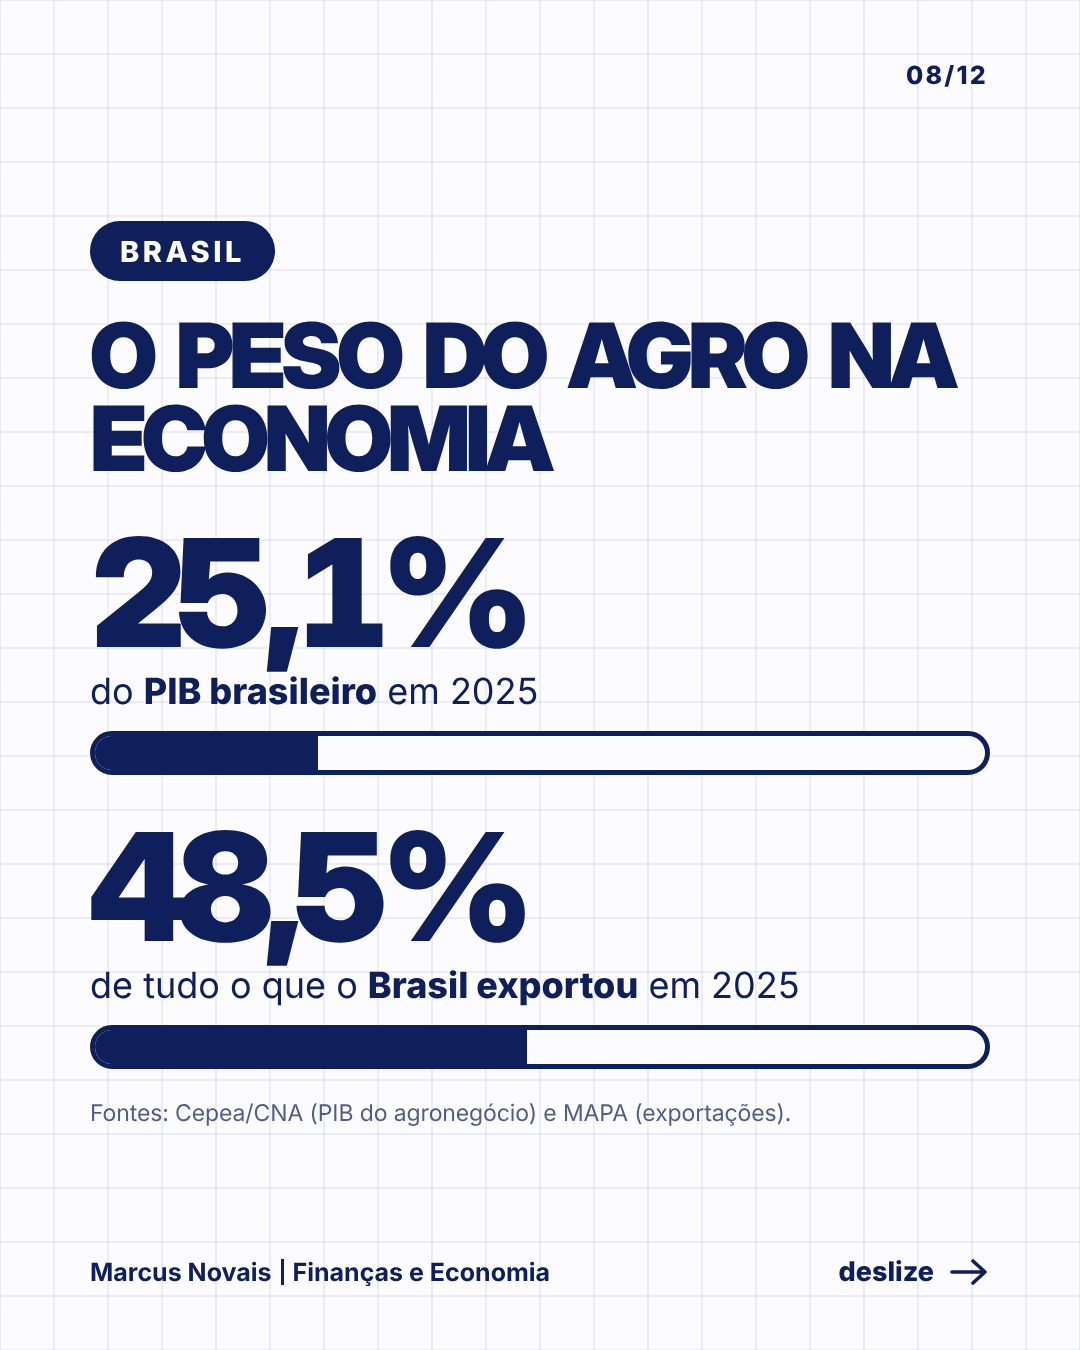 08/12
BRASIL
O PESO DO AGRO NA
ECONOMIA
25,1%
do PIB brasileiro em 2025
48,5%
de tudo o que o Brasil exportou em 2025
Fontes: Cepea/CNA (PIB do agronegócio) e MAPA (exportações).
Marcus Novais | Finanças e Economia
deslize →